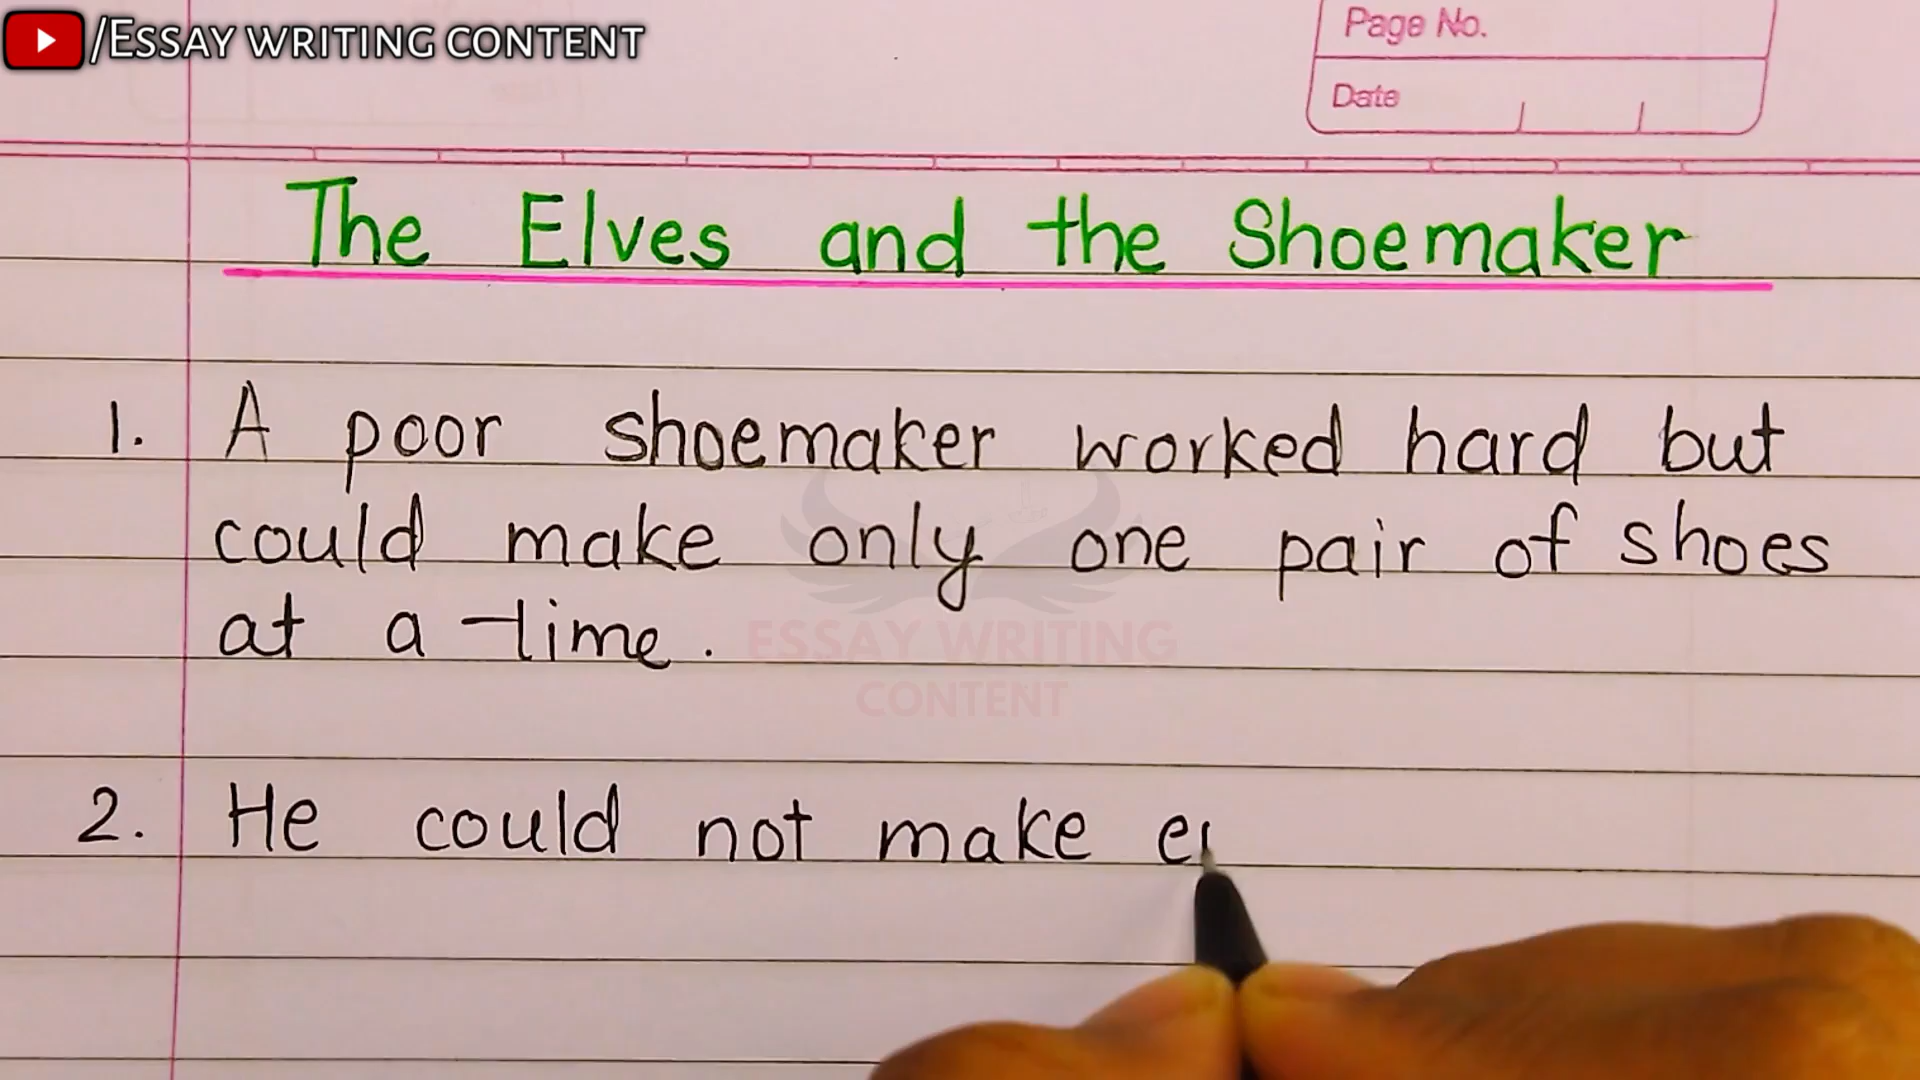 /ESSAY WRITING CONTENT
Page No.
Date
The Elves and the Shoemaker
1. A poor shoemaker worked hard but
could make only one pair of shoes
at a time.
ESSAY WRITING
CONTENT
2. He could not make